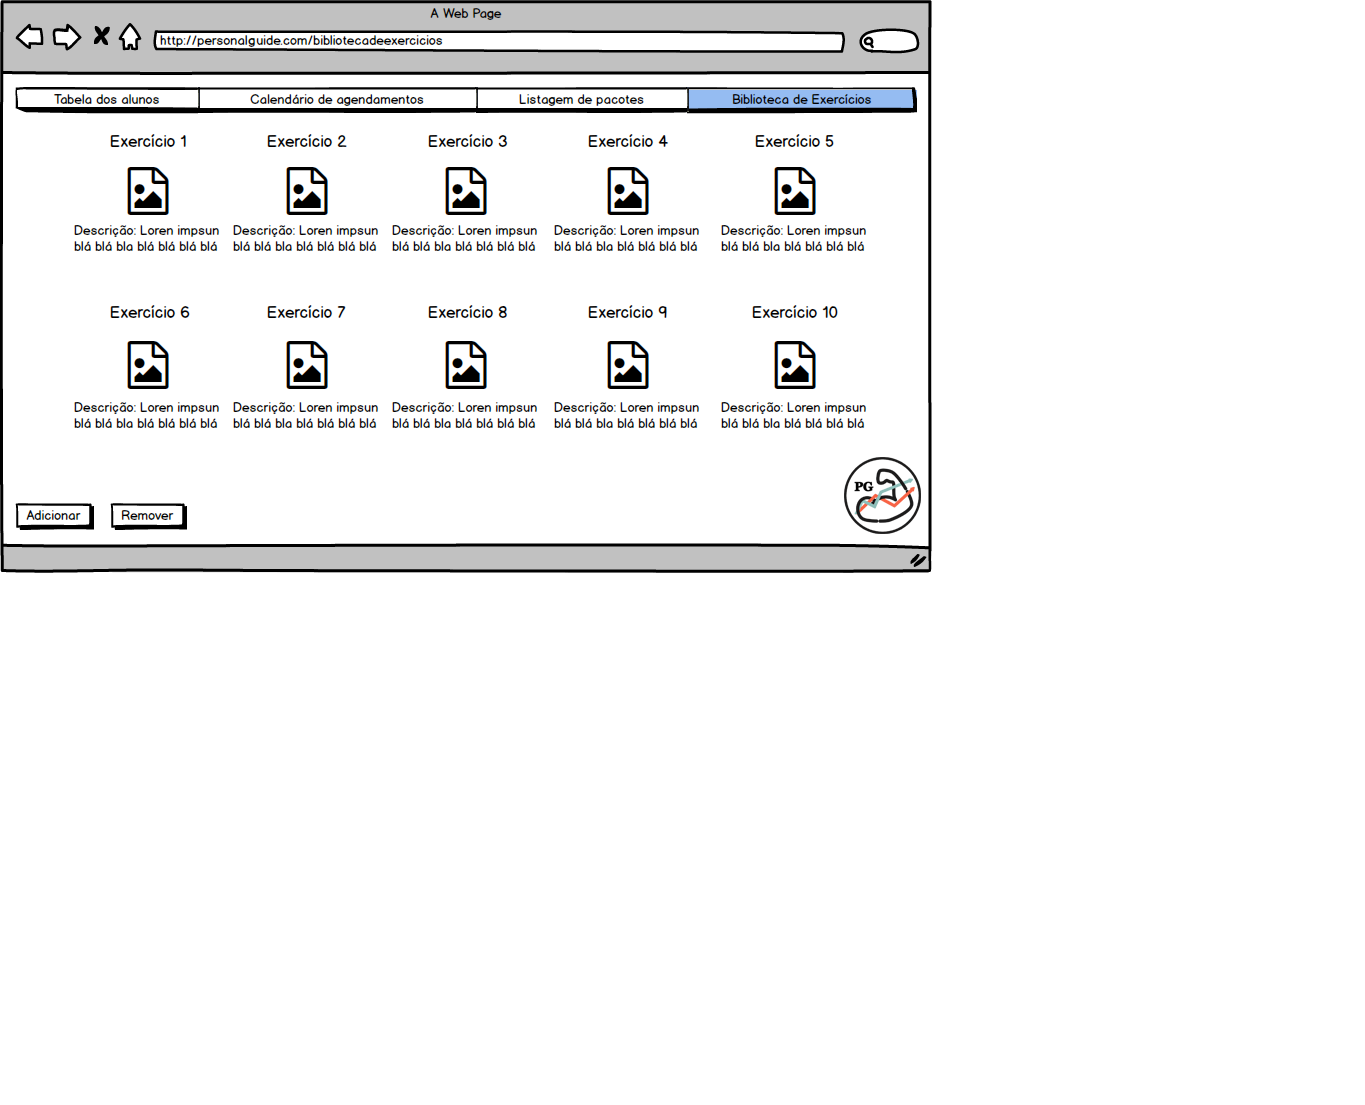 A Web Page
http://personalguide.com/bibliotecadeexercicios
Tabela dos alunos Calendário de agendamentos Listagem de pacotes Biblioteca de Exercícios
Exercício 1 Exercício 2 Exercício 3 Exercício 4 Exercício 5
Descrição: Loren impsun Descrição: Loren impsun Descrição: Loren impsun Descrição: Loren impsun Descrição: Loren impsun
blá blá bla blá blá blá blá blá blá bla blá blá blá blá blá blá bla blá blá blá blá blá blá bla blá blá blá blá blá blá bla blá blá blá blá
Exercício 6 Exercício 7 Exercício 8 Exercício 9 Exercício 10
Descrição: Loren impsun Descrição: Loren impsun Descrição: Loren impsun Descrição: Loren impsun Descrição: Loren impsun
blá blá bla blá blá blá blá blá blá bla blá blá blá blá blá blá bla blá blá blá blá blá blá bla blá blá blá blá blá blá bla blá blá blá blá
PG
Adicionar Remover